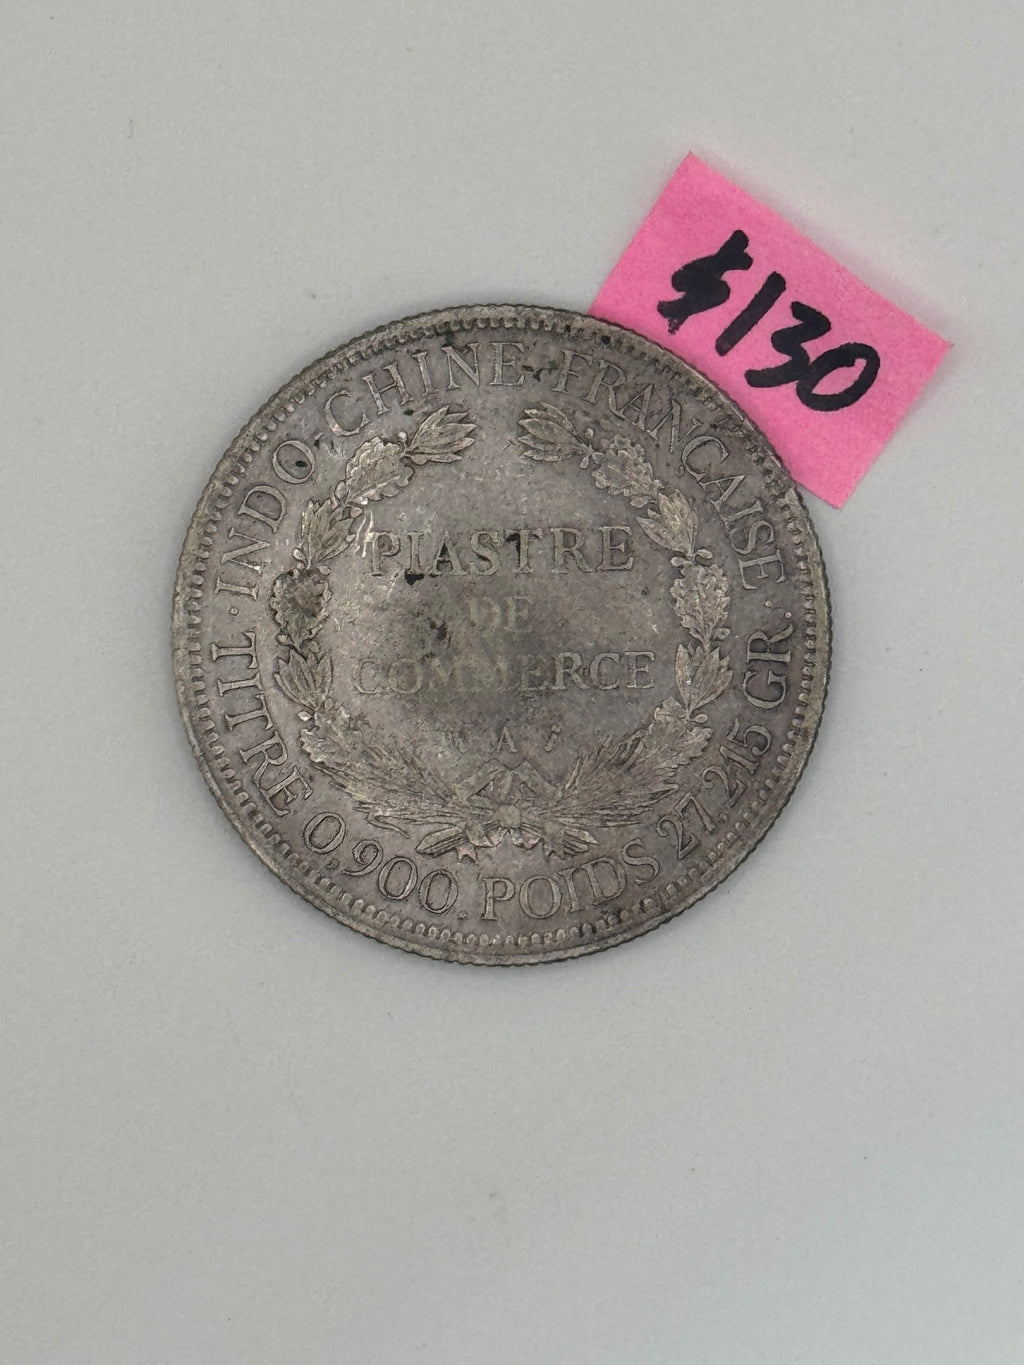 $130
TITRE 0,900. POIDS 27,215 GR.
INDO-CHINE FRANÇAISE
PIASTRE
DE
COMMERCE
A